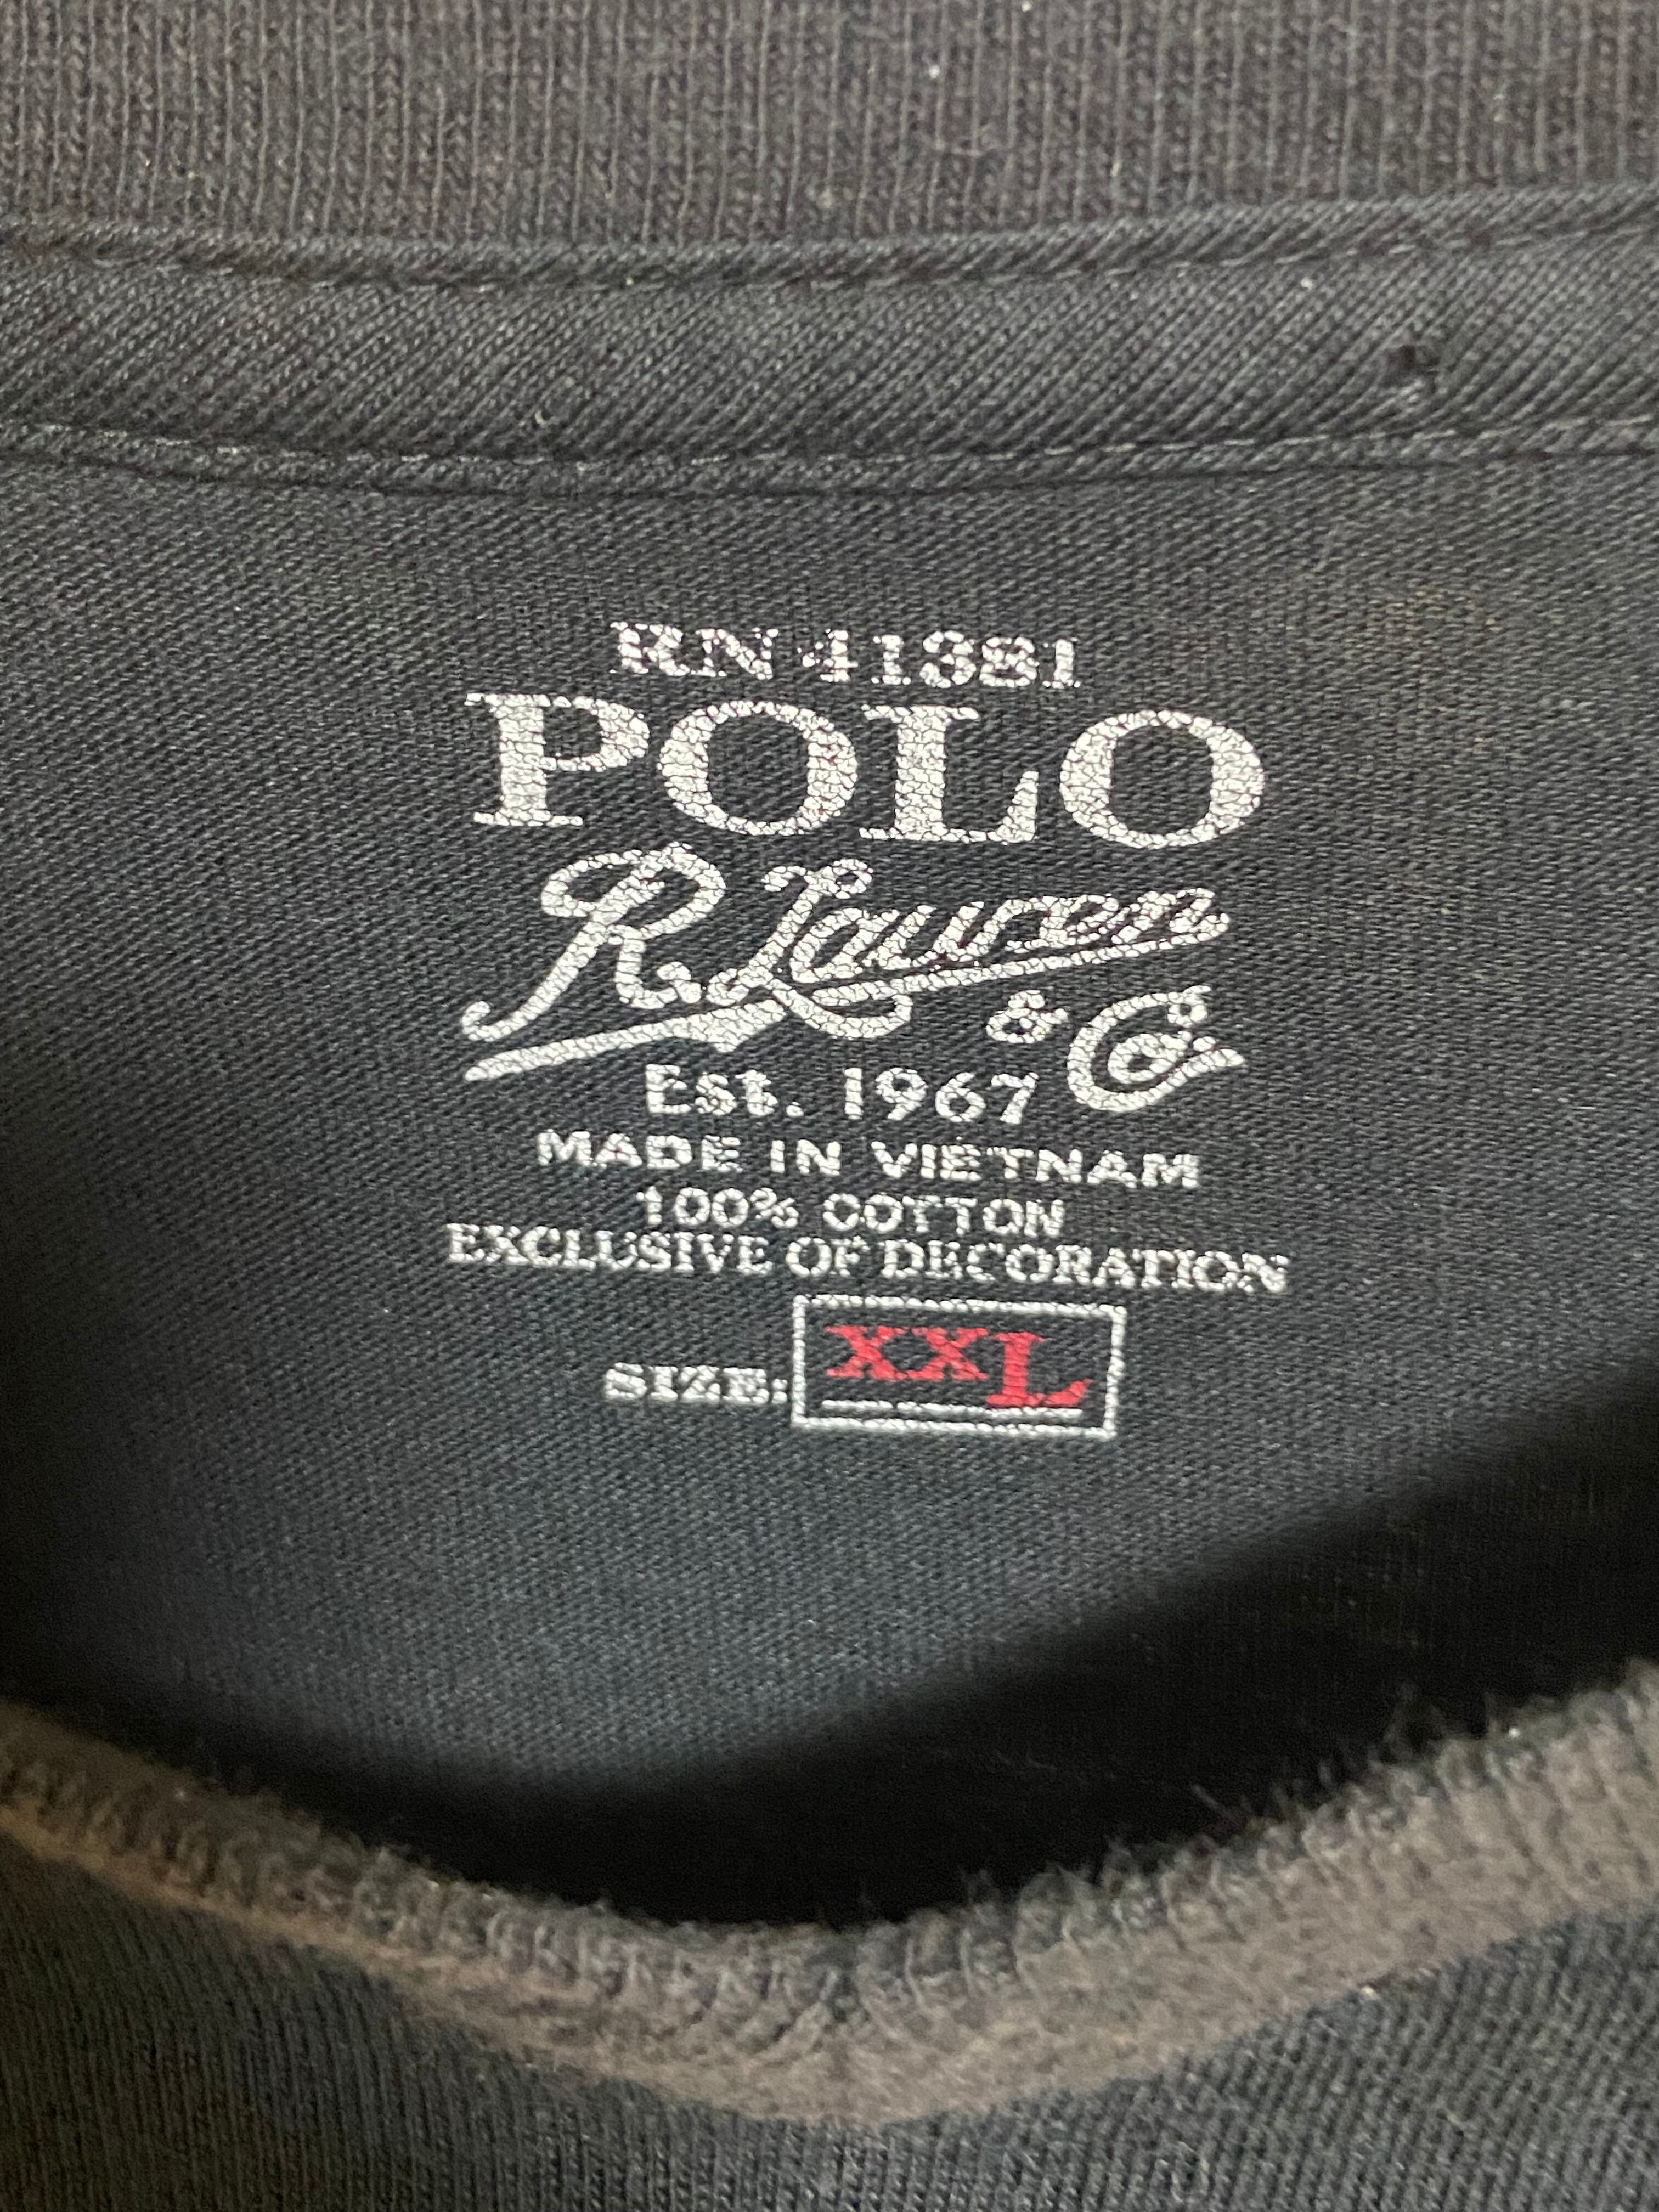 RN 41381
POLO
R. Lauren
& Co
Est. 1967
MADE IN VIETNAM
100% COTTON
EXCLUSIVE OF DECORATION
SIZE: XXL